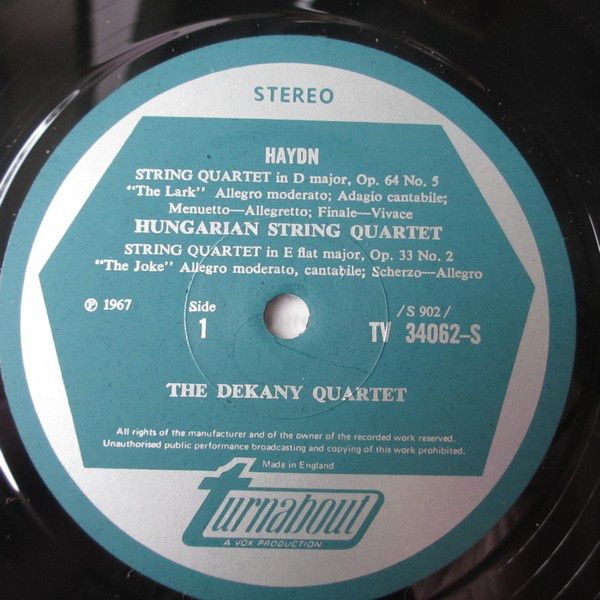 STEREO
HAYDN
STRING QUARTET in D major, Op. 64 No. 5
"The Lark" Allegro moderato; Adagio cantabile;
Menuetto—Allegretto; Finale—Vivace
HUNGARIAN STRING QUARTET
STRING QUARTET in E flat major, Op. 33 No. 2
"The Joke" Allegro moderato, cantabile; Scherzo—Allegro
℗ 1967 Side 1 /S 902/ TV 34062-S
THE DEKANY QUARTET
All rights of the manufacturer and of the owner of the recorded work reserved.
Unauthorised public performance broadcasting and copying of this work prohibited.
Made in England
turnabout
A VOX PRODUCTION